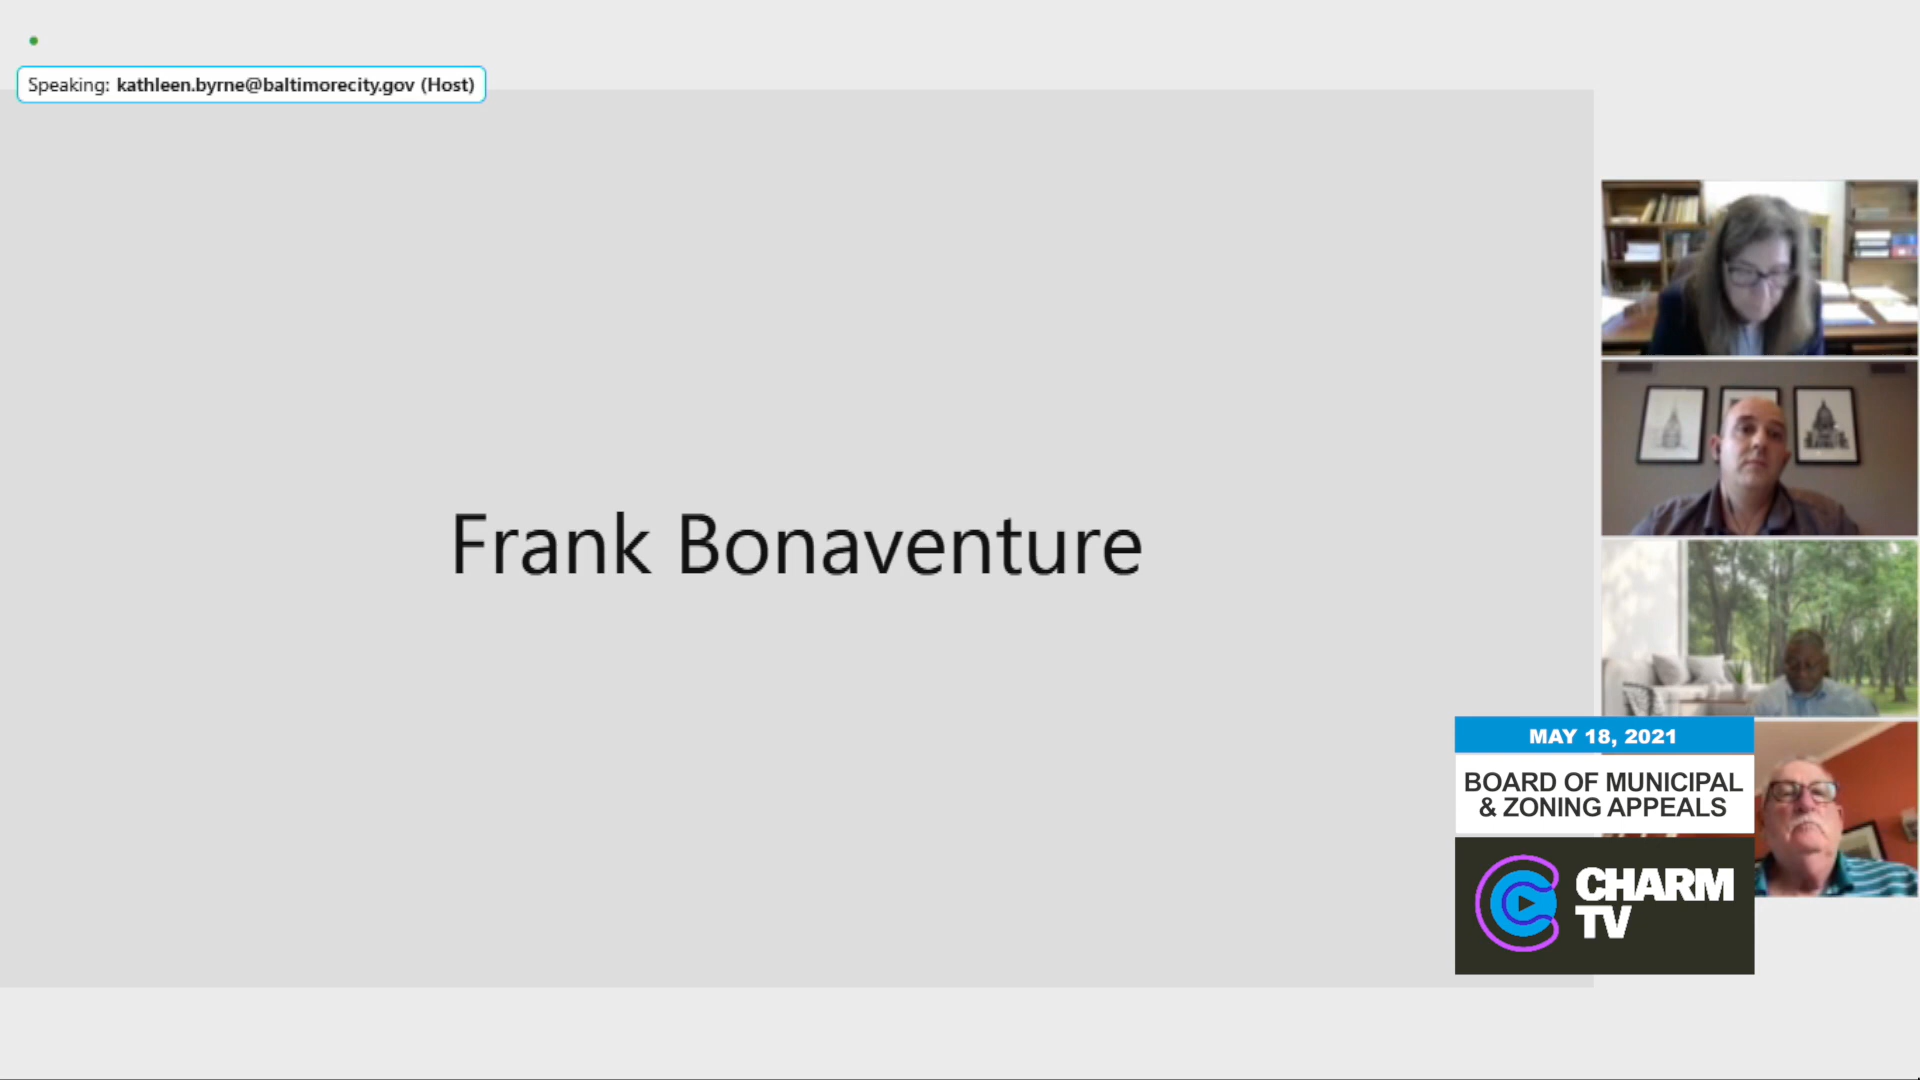 Speaking: kathleen.byrne@baltimorecity.gov (Host)
Frank Bonaventure
MAY 18, 2021
BOARD OF MUNICIPAL
& ZONING APPEALS
CHARM
TV